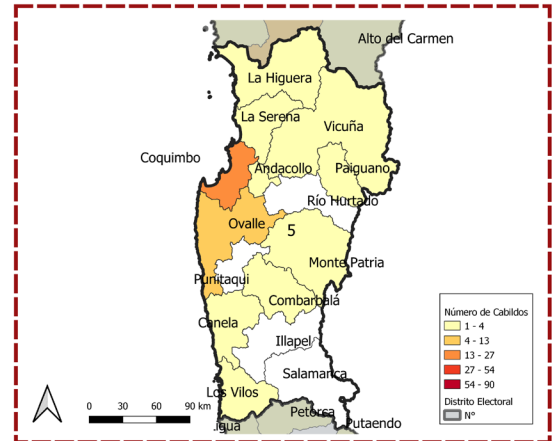 Alto del Carmen
La Higuera
La Serena
Vicuña
Coquimbo
Andacollo
Paiguano
Río Hurtado
Ovalle
5
Monte Patria
Punitaqui
Combarbalá
Canela
Illapel
Salamanca
Los Vilos
Petorca
Putaendo
0 30 60 90 km
Número de Cabildos
1 - 4
4 - 13
13 - 27
27 - 54
54 - 90
Distrito Electoral
N°